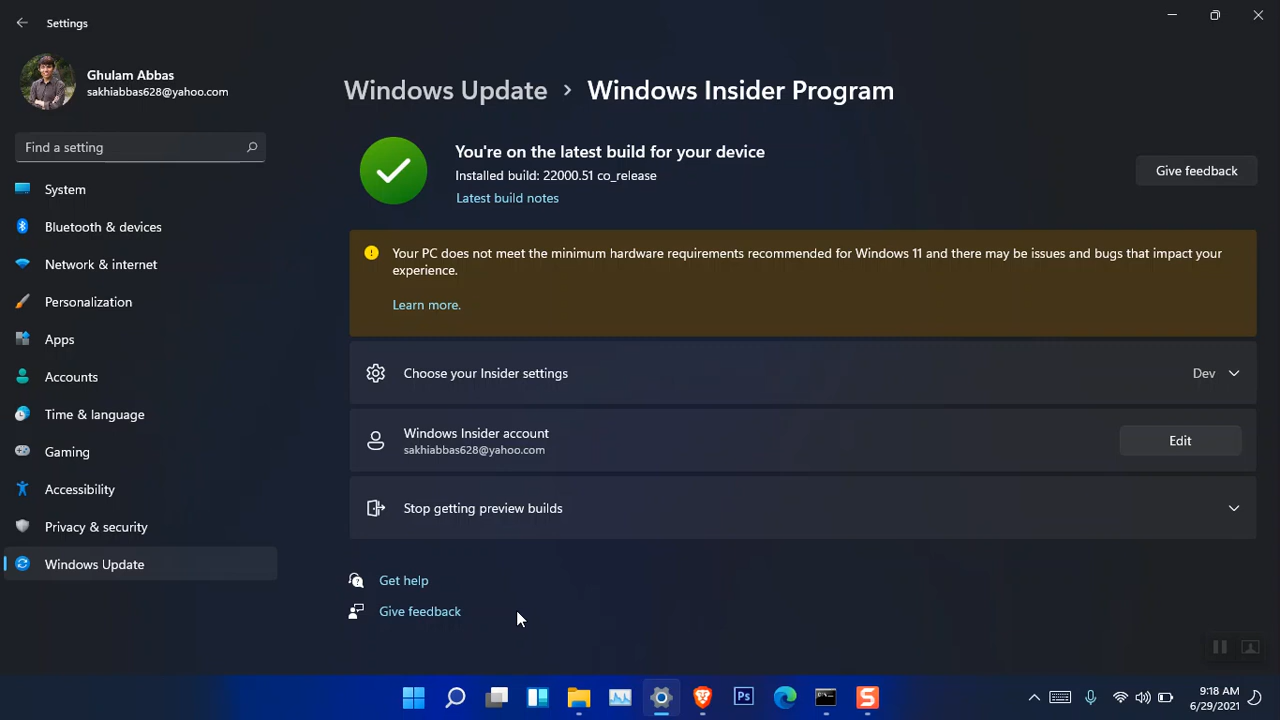 Settings
Ghulam Abbas
sakhiabbas628@yahoo.com
Find a setting
System
Bluetooth & devices
Network & internet
Personalization
Apps
Accounts
Time & language
Gaming
Accessibility
Privacy & security
Windows Update
Windows Update › Windows Insider Program
You're on the latest build for your device
Installed build: 22000.51 co_release
Latest build notes
Give feedback
Your PC does not meet the minimum hardware requirements recommended for Windows 11 and there may be issues and bugs that impact your
experience.
Learn more.
Choose your Insider settings
Dev
Windows Insider account
sakhiabbas628@yahoo.com
Edit
Stop getting preview builds
Get help
Give feedback
Ps
S
9:18 AM
6/29/2021